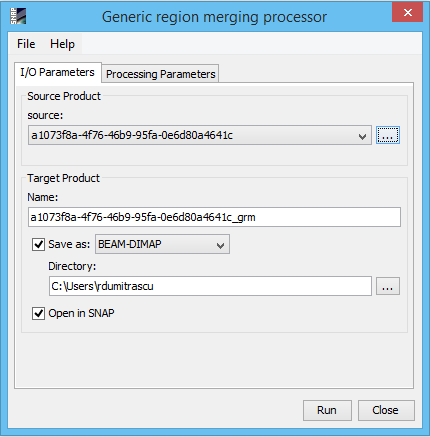 SNAP
Generic region merging processor
File Help
I/O Parameters Processing Parameters
Source Product
source:
a1073f8a-4f76-46b9-95fa-0e6d80a4641c
...
Target Product
Name:
a1073f8a-4f76-46b9-95fa-0e6d80a4641c_grm
Save as: BEAM-DIMAP
Directory:
C:\Users\rdumitrascu
...
Open in SNAP
Run Close